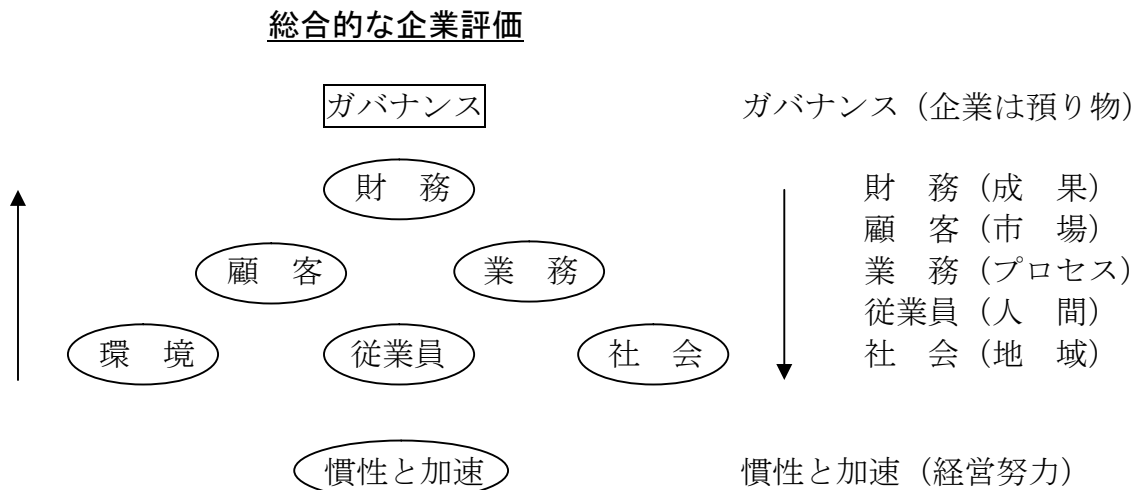 総合的な企業評価
ガバナンス
ガバナンス（企業は預り物）
財　務
顧　客
業　務
環　境
従業員
社　会
財　務（成　果）
顧　客（市　場）
業　務（プロセス）
従業員（人　間）
社　会（地　域）
慣性と加速
慣性と加速（経営努力）